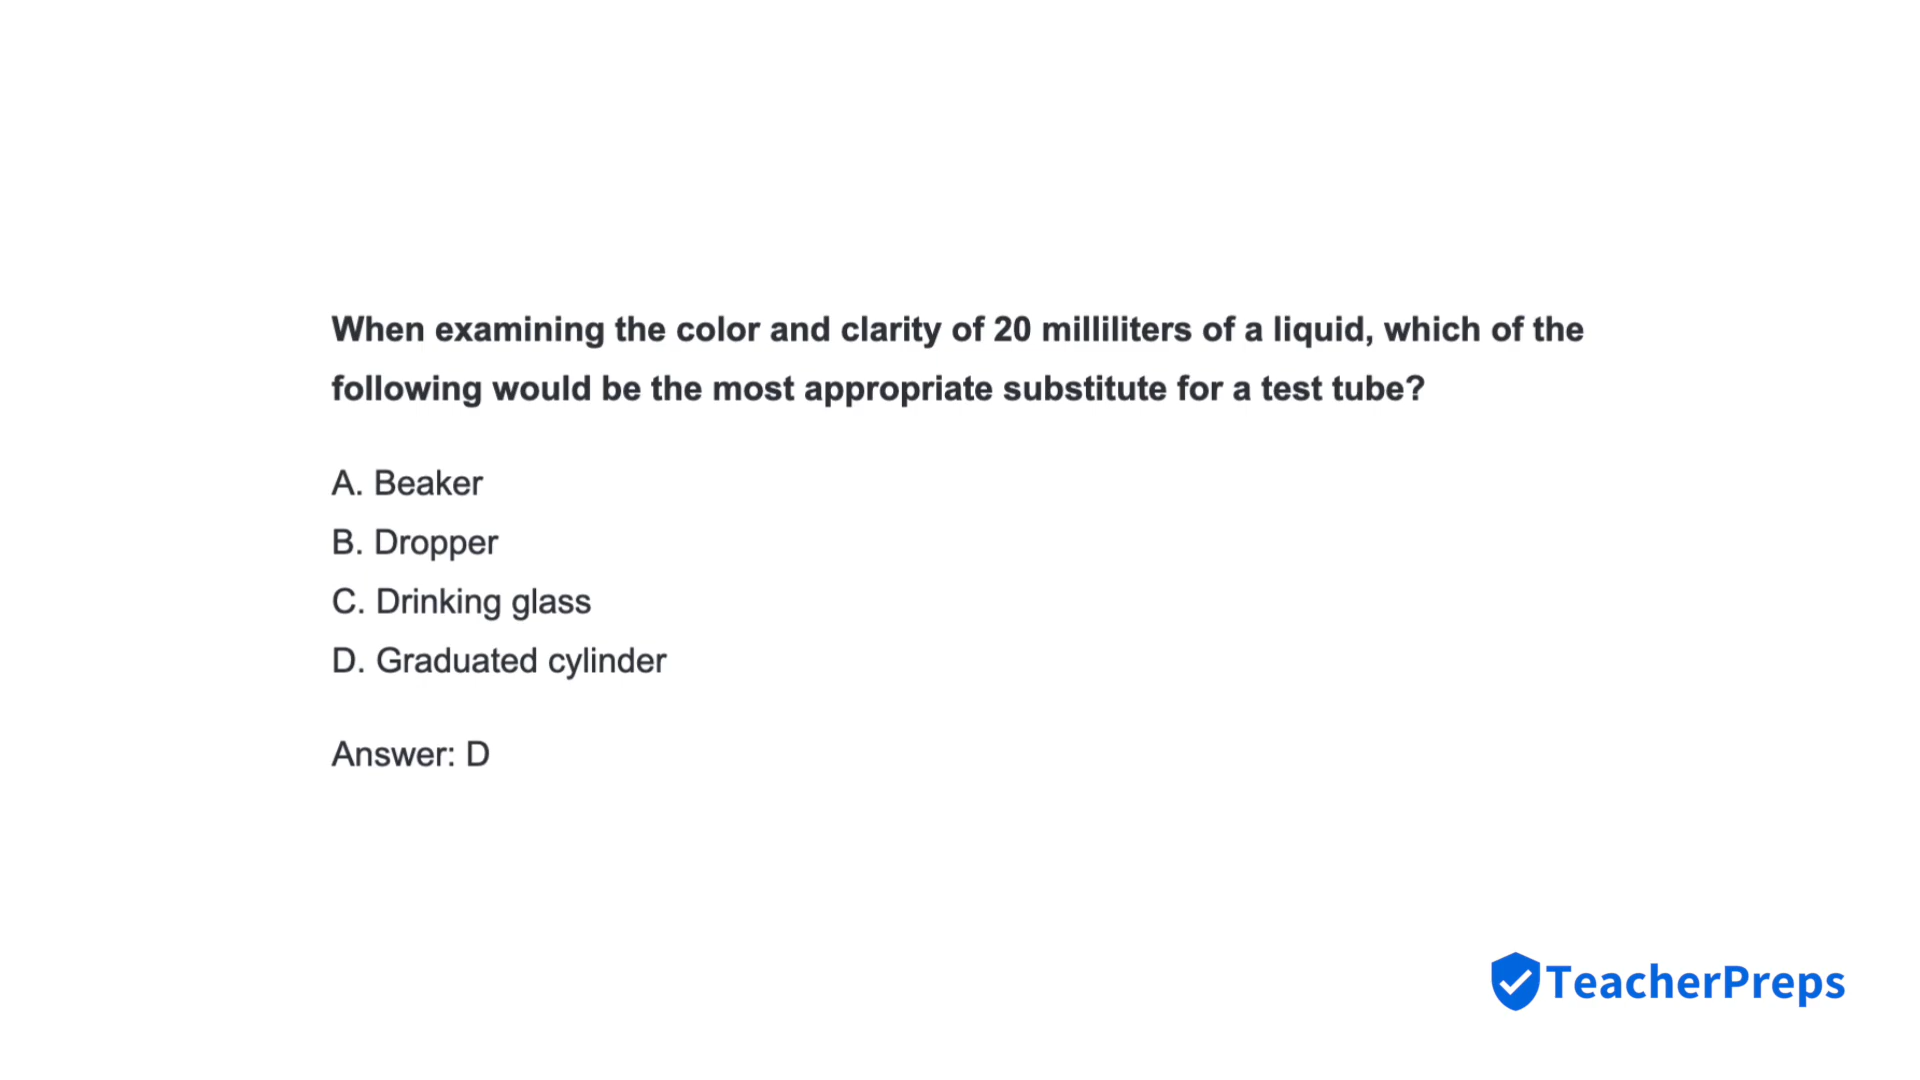 When examining the color and clarity of 20 milliliters of a liquid, which of the
following would be the most appropriate substitute for a test tube?
A. Beaker
B. Dropper
C. Drinking glass
D. Graduated cylinder
Answer: D
TeacherPreps